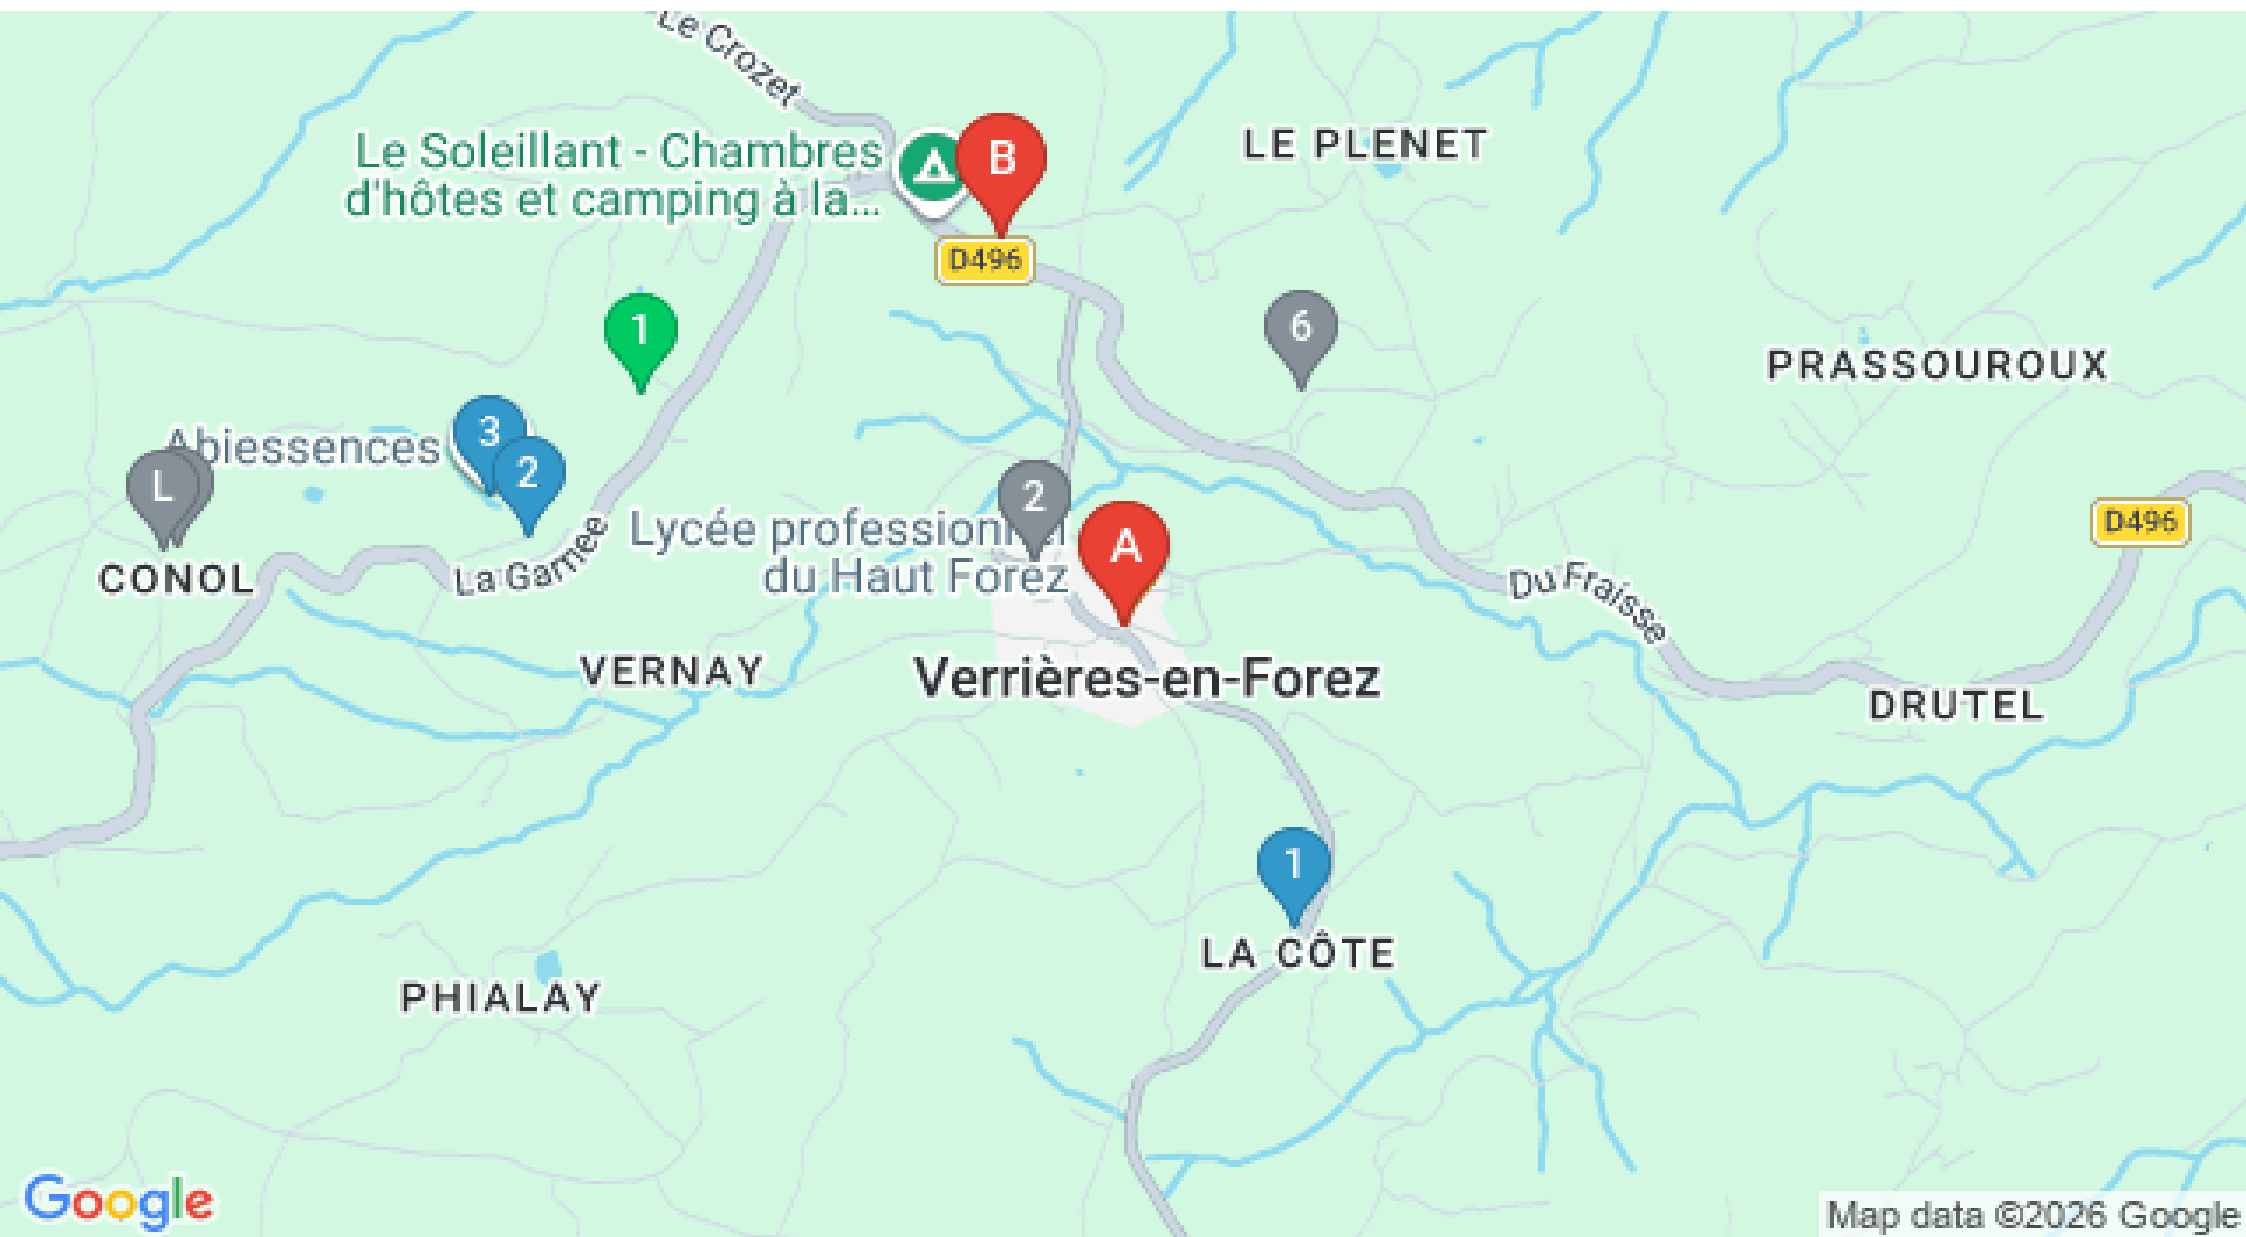 Le Crozet
Le Soleillant - Chambres
d'hôtes et camping à la...
B
LE PLENET
D496
1
6
PRASSOUROUX
3
Abiessences
2
L
2
D496
Lycée professionnel
du Haut Forez
A
CONOL
La Garnee
Du Fraisse
VERNAY
Verrières-en-Forez
DRUTEL
1
LA CÔTE
PHIALAY
Google
Map data ©2026 Google